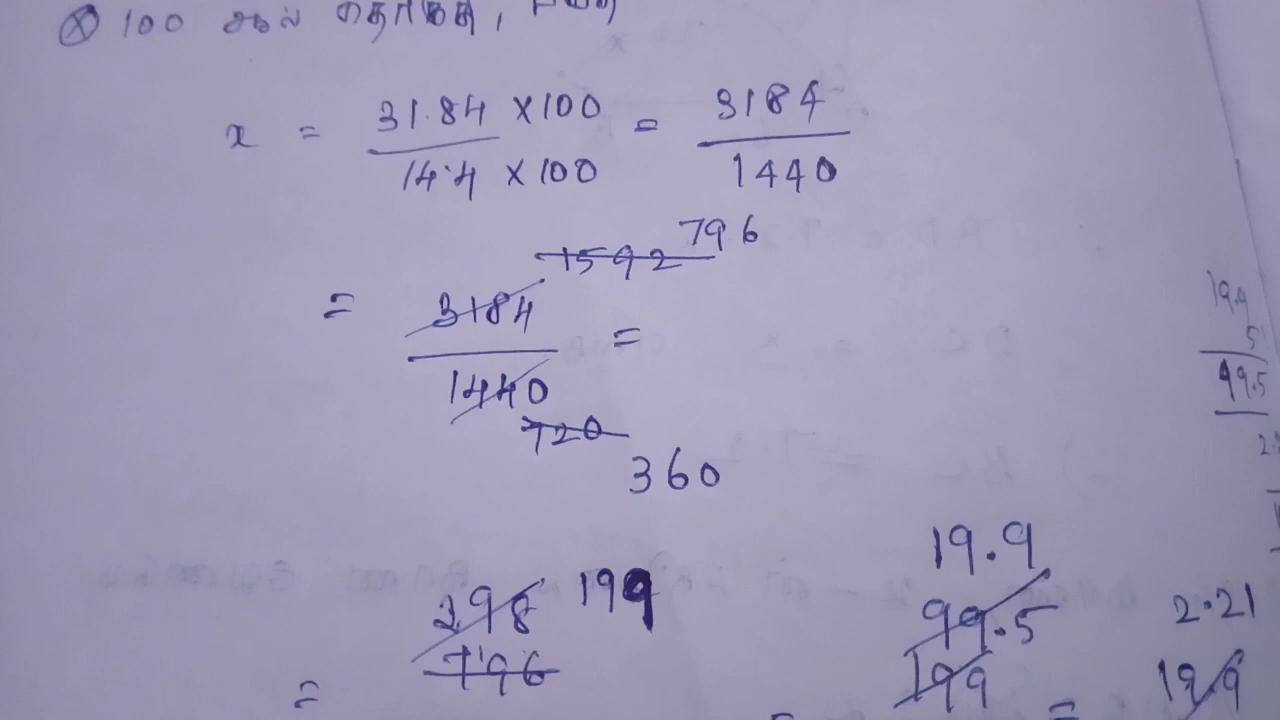 100
x = 31.84 × 100 / 14.4 × 100 = 3184 / 1440
1592 796
= 3184 / 1440 =
720
360
19.9
298 199 99.5 2.21
= 796 199 = 19.9
19.9
5
99.5